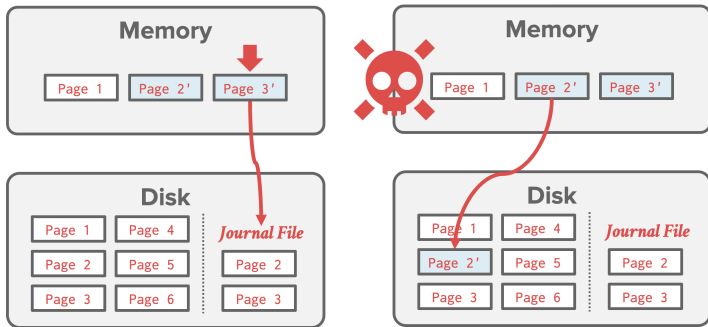 Memory
Page 1 Page 2' Page 3'
Disk
Journal File
Page 1 Page 4
Page 2 Page 5
Page 3 Page 6
Page 2
Page 3
Memory
Page 1 Page 2' Page 3'
Disk
Journal File
Page 1 Page 4
Page 2' Page 5
Page 3 Page 6
Page 2
Page 3